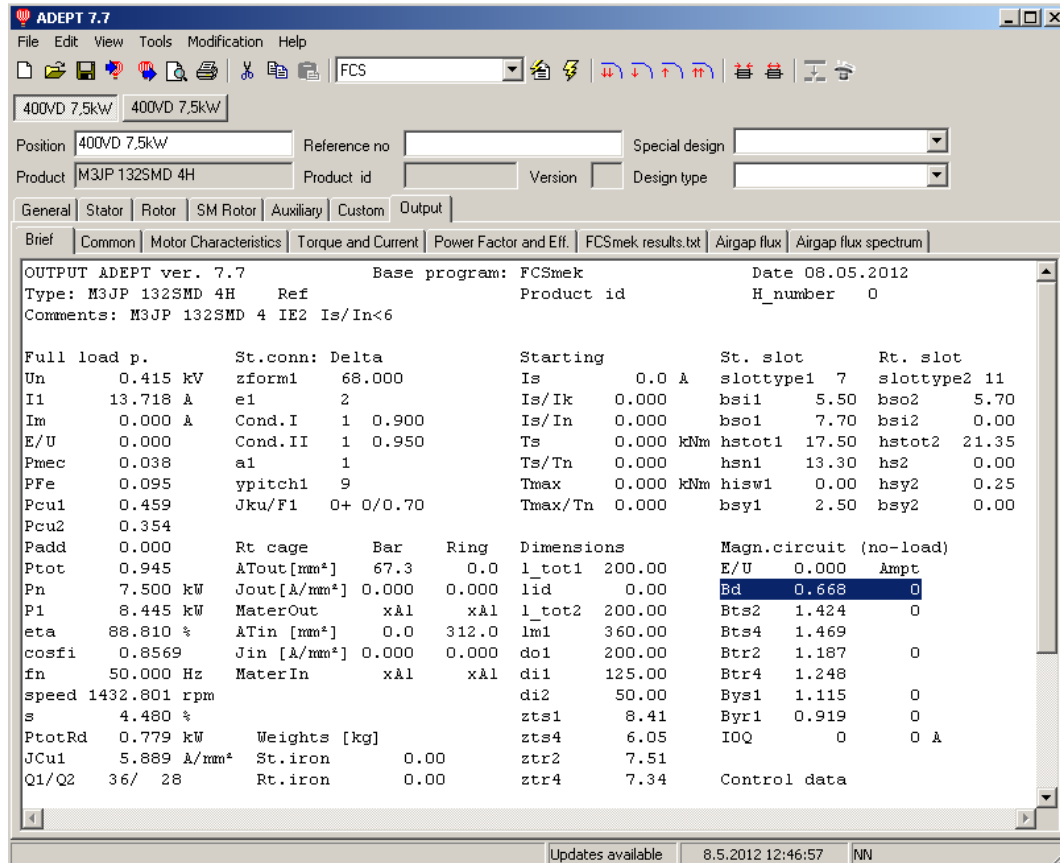 ADEPT 7.7
File Edit View Tools Modification Help
FCS
400VD 7,5kW 400VD 7,5kW
Position 400VD 7,5kW Reference no Special design
Product M3JP 132SMD 4H Product id Version Design type
General Stator Rotor SM Rotor Auxiliary Custom Output
Brief Common Motor Characteristics Torque and Current Power Factor and Eff. FCSmek results.txt Airgap flux Airgap flux spectrum
OUTPUT ADEPT ver. 7.7 Base program: FCSmek Date 08.05.2012
Type: M3JP 132SMD 4H Ref Product id H_number 0
Comments: M3JP 132SMD 4 IE2 Is/In<6
Full load p. St.conn: Delta Starting St. slot Rt. slot
Un 0.415 kV zform1 68.000 Is 0.0 A slottype1 7 slottype2 11
I1 13.718 A e1 2 Is/Ik 0.000 bsi1 5.50 bso2 5.70
Im 0.000 A Cond.I 1 0.900 Is/In 0.000 bso1 7.70 bsi2 0.00
E/U 0.000 Cond.II 1 0.950 Ts 0.000 kNm hstot1 17.50 hstot2 21.35
Pmec 0.038 a1 1 Ts/Tn 0.000 hsn1 13.30 hs2 0.00
PFe 0.095 ypitch1 9 Tmax 0.000 kNm hisw1 0.00 hsy2 0.25
Pcu1 0.459 Jku/F1 0+ 0/0.70 Tmax/Tn 0.000 bsy1 2.50 bsy2 0.00
Pcu2 0.354
Padd 0.000 Rt cage Bar Ring Dimensions Magn.circuit (no-load)
Ptot 0.945 ATout[mm²] 67.3 0.0 l_tot1 200.00 E/U 0.000 Ampt
Pn 7.500 kW Jout[A/mm²] 0.000 0.000 lid 0.00 Bd 0.668 0
P1 8.445 kW MaterOut xAl xAl l_tot2 200.00 Bts2 1.424 0
eta 88.810 % ATin [mm²] 0.0 312.0 lm1 360.00 Bts4 1.469
cosfi 0.8569 Jin [A/mm²] 0.000 0.000 do1 200.00 Btr2 1.187 0
fn 50.000 Hz MaterIn xAl xAl di1 125.00 Btr4 1.248
speed 1432.801 rpm di2 50.00 Bys1 1.115 0
s 4.480 % zts1 8.41 Byr1 0.919 0
PtotRd 0.779 kW Weights [kg] zts4 6.05 I0Q 0 0 A
JCu1 5.889 A/mm² St.iron 0.00 ztr2 7.51
Q1/Q2 36/ 28 Rt.iron 0.00 ztr4 7.34 Control data
Updates available 8.5.2012 12:46:57 NN